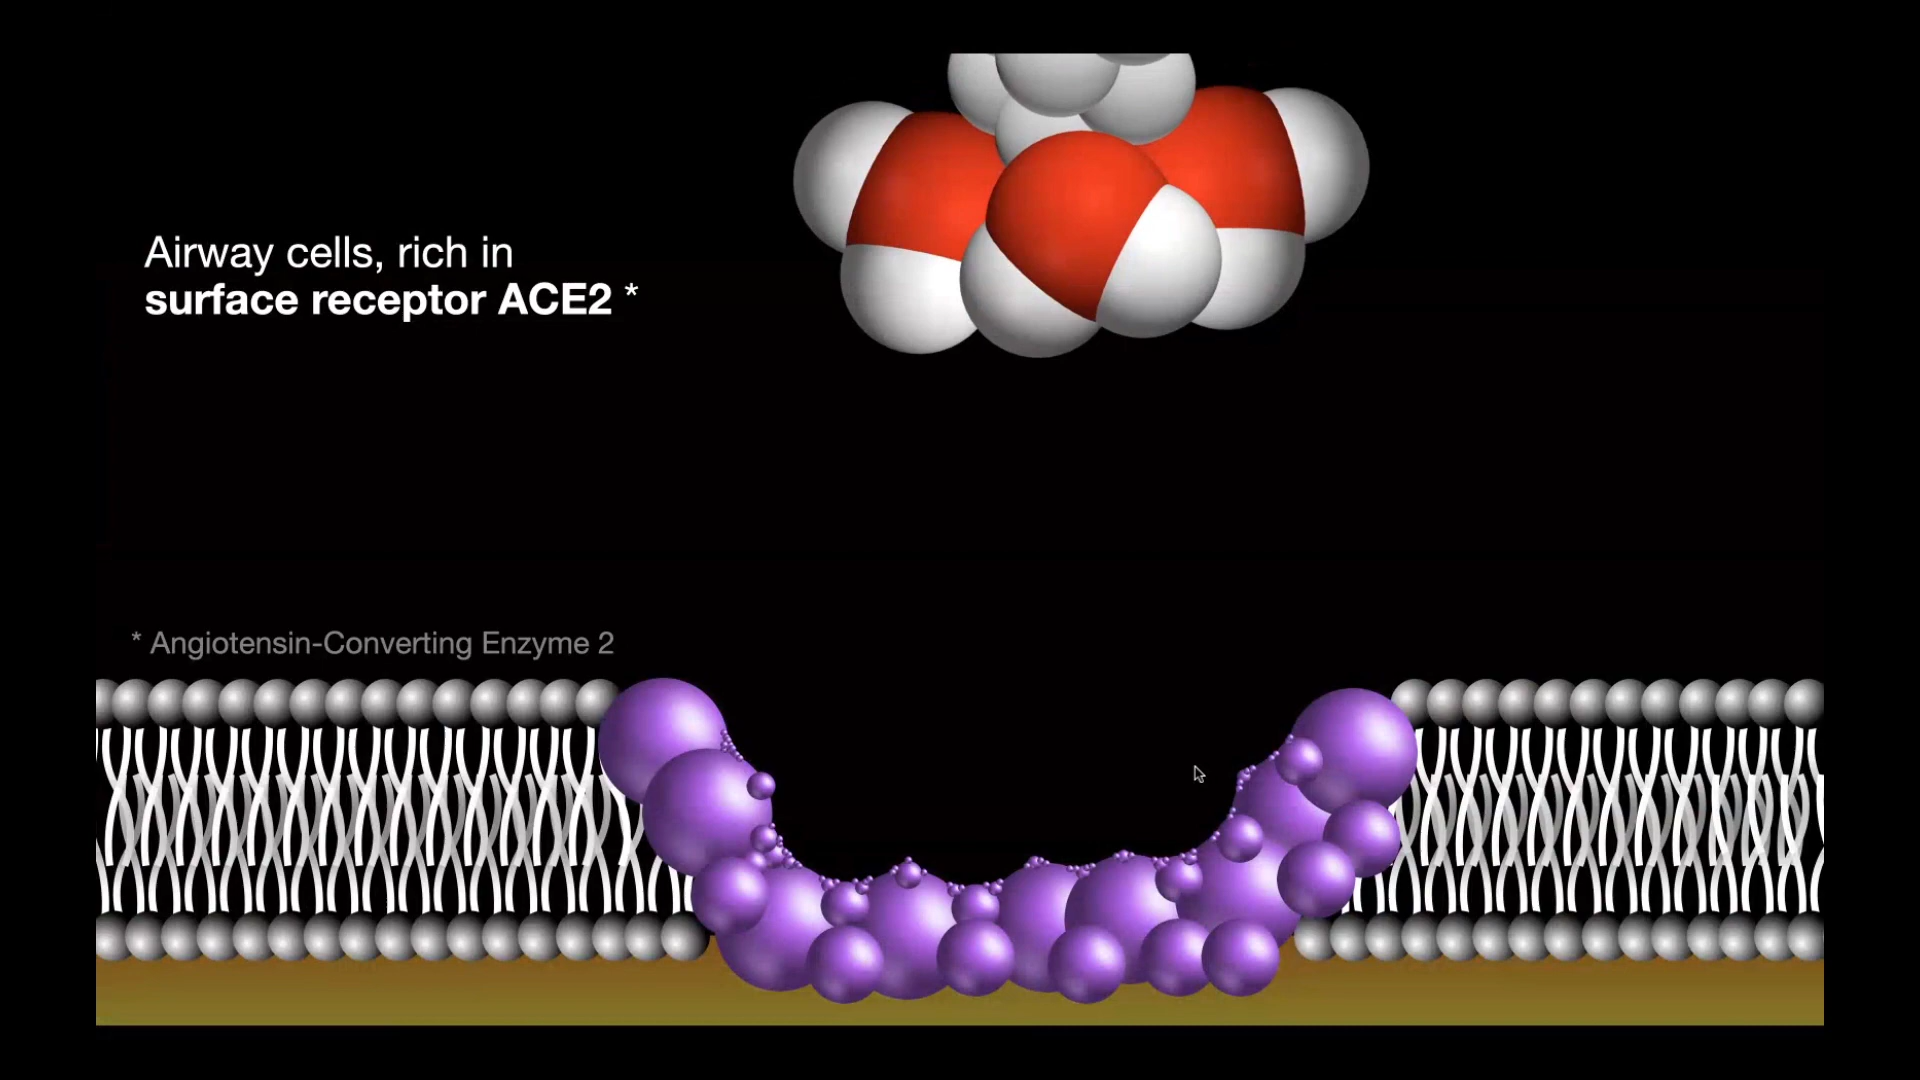 Airway cells, rich in
surface receptor ACE2 *
* Angiotensin-Converting Enzyme 2